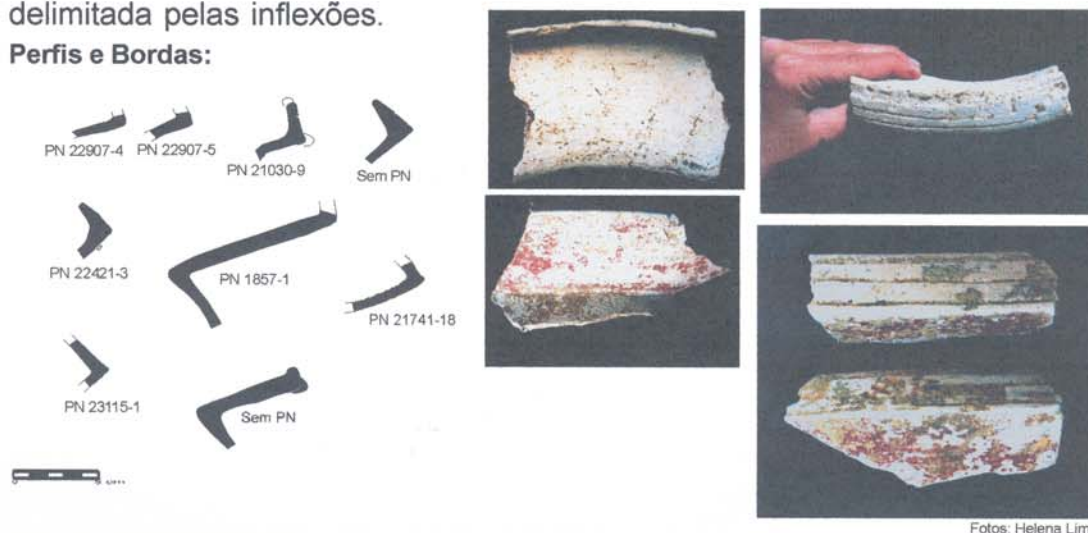 delimitada pelas inflexões.
Perfis e Bordas:
PN 22907-4
PN 22907-5
PN 21030-9
Sem PN
PN 22421-3
PN 1857-1
PN 21741-18
PN 23115-1
Sem PN
Fotos: Helena Lim